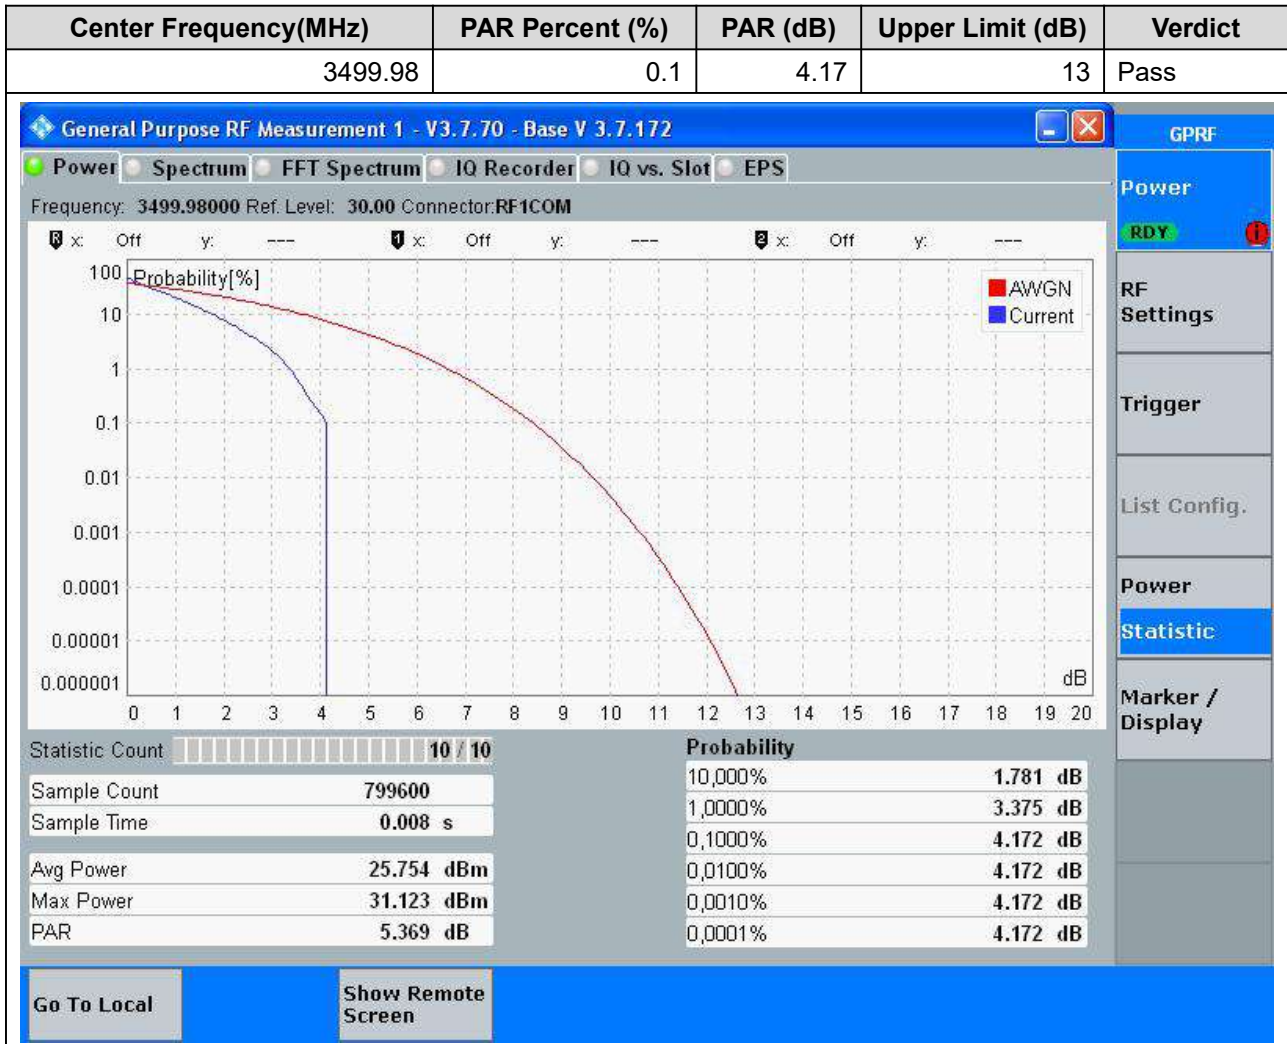 Center Frequency(MHz) PAR Percent (%) PAR (dB) Upper Limit (dB) Verdict
3499.98 0.1 4.17 13 Pass
General Purpose RF Measurement 1 - V3.7.70 - Base V 3.7.172
GPRF
Power Spectrum FFT Spectrum IQ Recorder IQ vs. Slot EPS
Frequency: 3499.98000 Ref. Level: 30.00 Connector:RF1COM
R x: Off y: --- 1 x: Off y: --- 2 x: Off y: ---
Probability[%]
100
10
1
0.1
0.01
0.001
0.0001
0.00001
0.000001
AWGN
Current
dB
0 1 2 3 4 5 6 7 8 9 10 11 12 13 14 15 16 17 18 19 20
Statistic Count 10 / 10
Sample Count 799600
Sample Time 0.008 s
Avg Power 25.754 dBm
Max Power 31.123 dBm
PAR 5.369 dB
Probability
10,000% 1.781 dB
1,0000% 3.375 dB
0,1000% 4.172 dB
0,0100% 4.172 dB
0,0010% 4.172 dB
0,0001% 4.172 dB
Power
RDY
RF
Settings
Trigger
List Config.
Power
Statistic
Marker /
Display
Go To Local
Show Remote
Screen